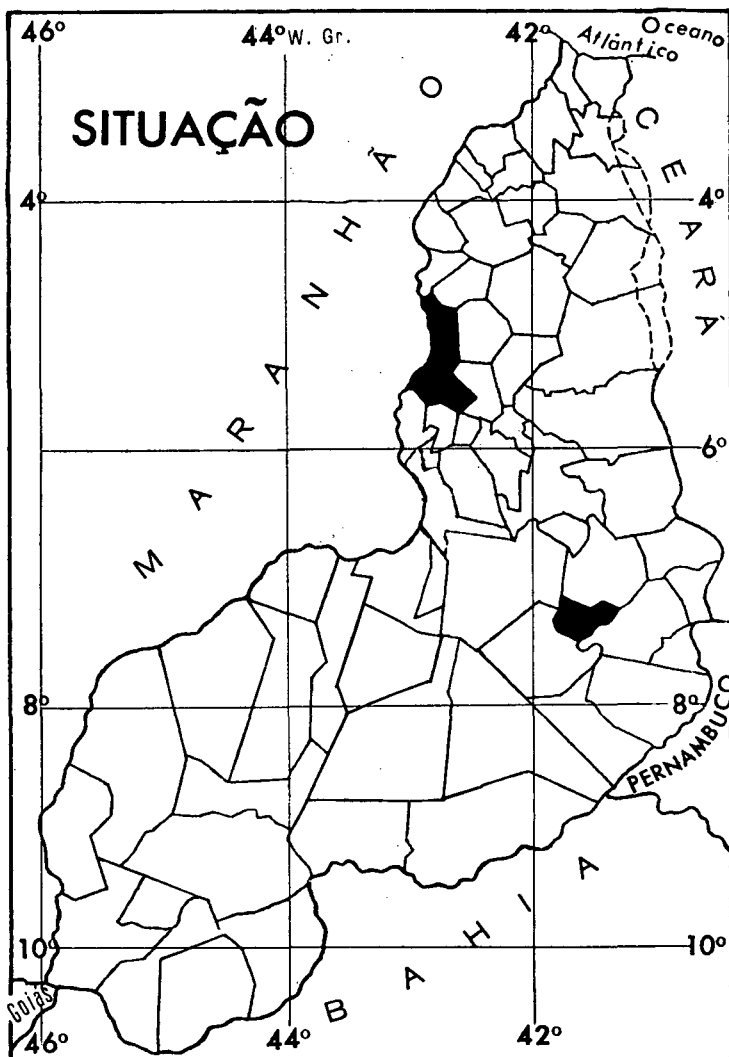 46° 44° W. Gr. 42° Oceano
Atlântico
SITUAÇÃO
MARANHÃO
CEARÁ
4° 4°
6°
8° 8°
PERNAMBUCO
BAHIA
10° 10°
Goiás
46° 44° 42°